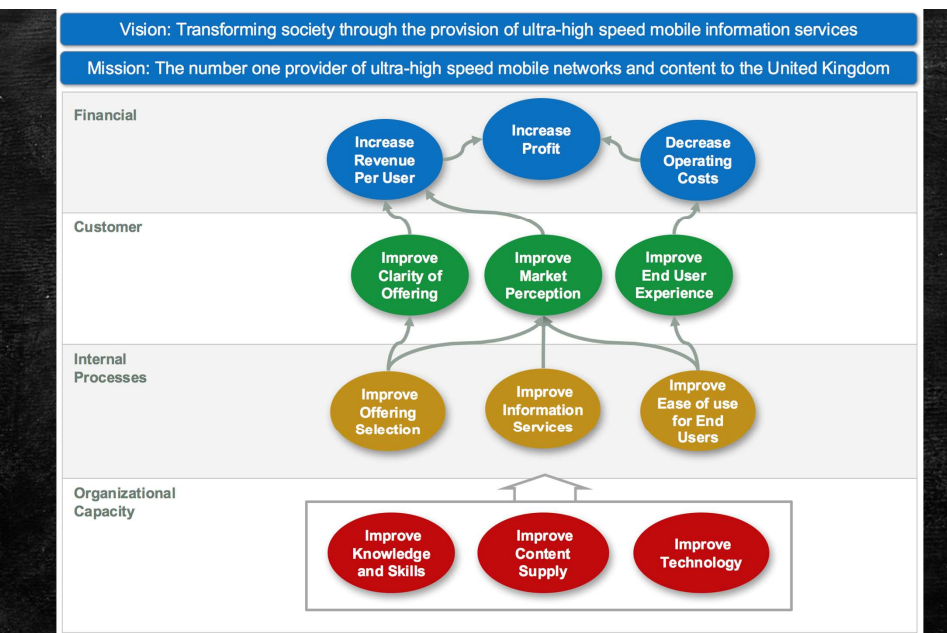 Vision: Transforming society through the provision of ultra-high speed mobile information services
Mission: The number one provider of ultra-high speed mobile networks and content to the United Kingdom
Financial
Increase
Revenue
Per User
Increase
Profit
Decrease
Operating
Costs
Customer
Improve
Clarity of
Offering
Improve
Market
Perception
Improve
End User
Experience
Internal
Processes
Improve
Offering
Selection
Improve
Information
Services
Improve
Ease of use
for End
Users
Organizational
Capacity
Improve
Knowledge
and Skills
Improve
Content
Supply
Improve
Technology